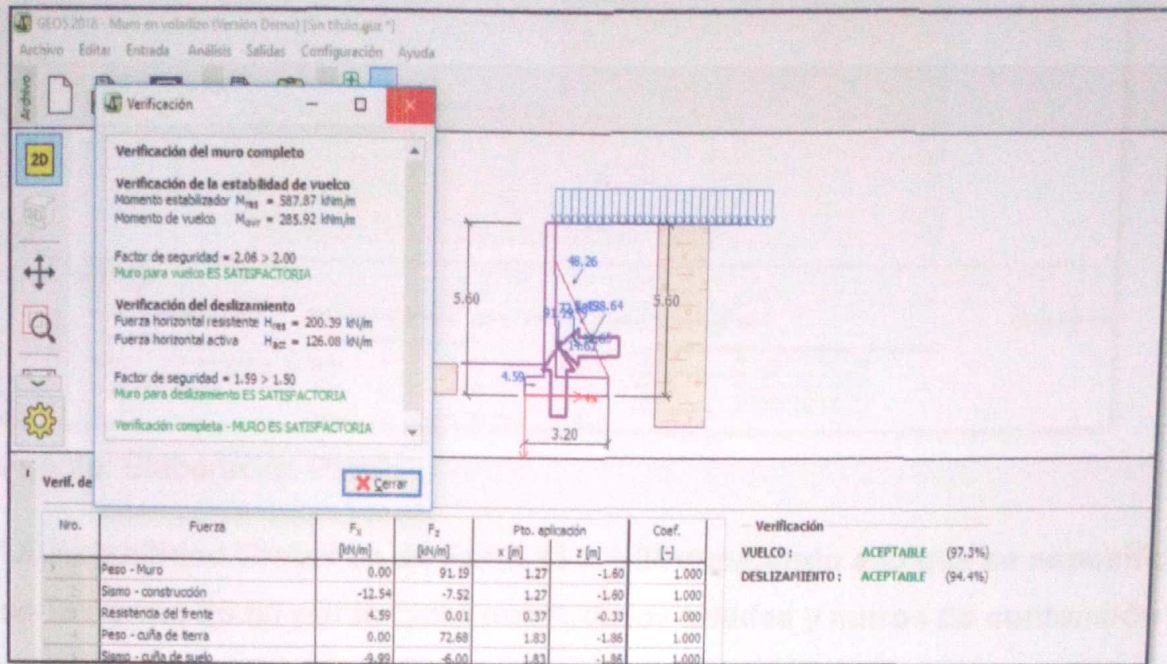 GEO5 2018 - Muro en voladizo (Versión Demo) [Sin título.guz *]
Archivo Editar Entrada Análisis Salidas Configuración Ayuda
Archivo
Verificación
2D
Verificación del muro completo
Verificación de la estabilidad de vuelco
Momento estabilizador Mres = 587.87 kNm/m
Momento de vuelco Movr = 285.92 kNm/m
Factor de seguridad = 2.06 > 2.00
Muro para vuelco ES SATISFACTORIA
Verificación del deslizamiento
Fuerza horizontal resistente Hres = 200.39 kN/m
Fuerza horizontal activa Hact = 126.08 kN/m
Factor de seguridad = 1.59 > 1.50
Muro para deslizamiento ES SATISFACTORIA
Verificación completa - MURO ES SATISFACTORIA
Cerrar
48.26
5.60
5.60
4.59
+x
3.20
Verif. de
Nro. Fuerza Fx Fz Pto. aplicación Coef.
[kN/m] [kN/m] x [m] z [m] [-]
Peso - Muro 0.00 91.19 1.27 -1.60 1.000
Sismo - construcción -12.54 -7.52 1.27 -1.60 1.000
Resistencia del frente 4.59 0.01 0.37 -0.33 1.000
Peso - cuña de tierra 0.00 72.68 1.83 -1.86 1.000
Sismo - cuña de suelo -9.99 -6.00 1.83 -1.86 1.000
Verificación
VUELCO : ACEPTABLE (97.3%)
DESLIZAMIENTO : ACEPTABLE (94.4%)